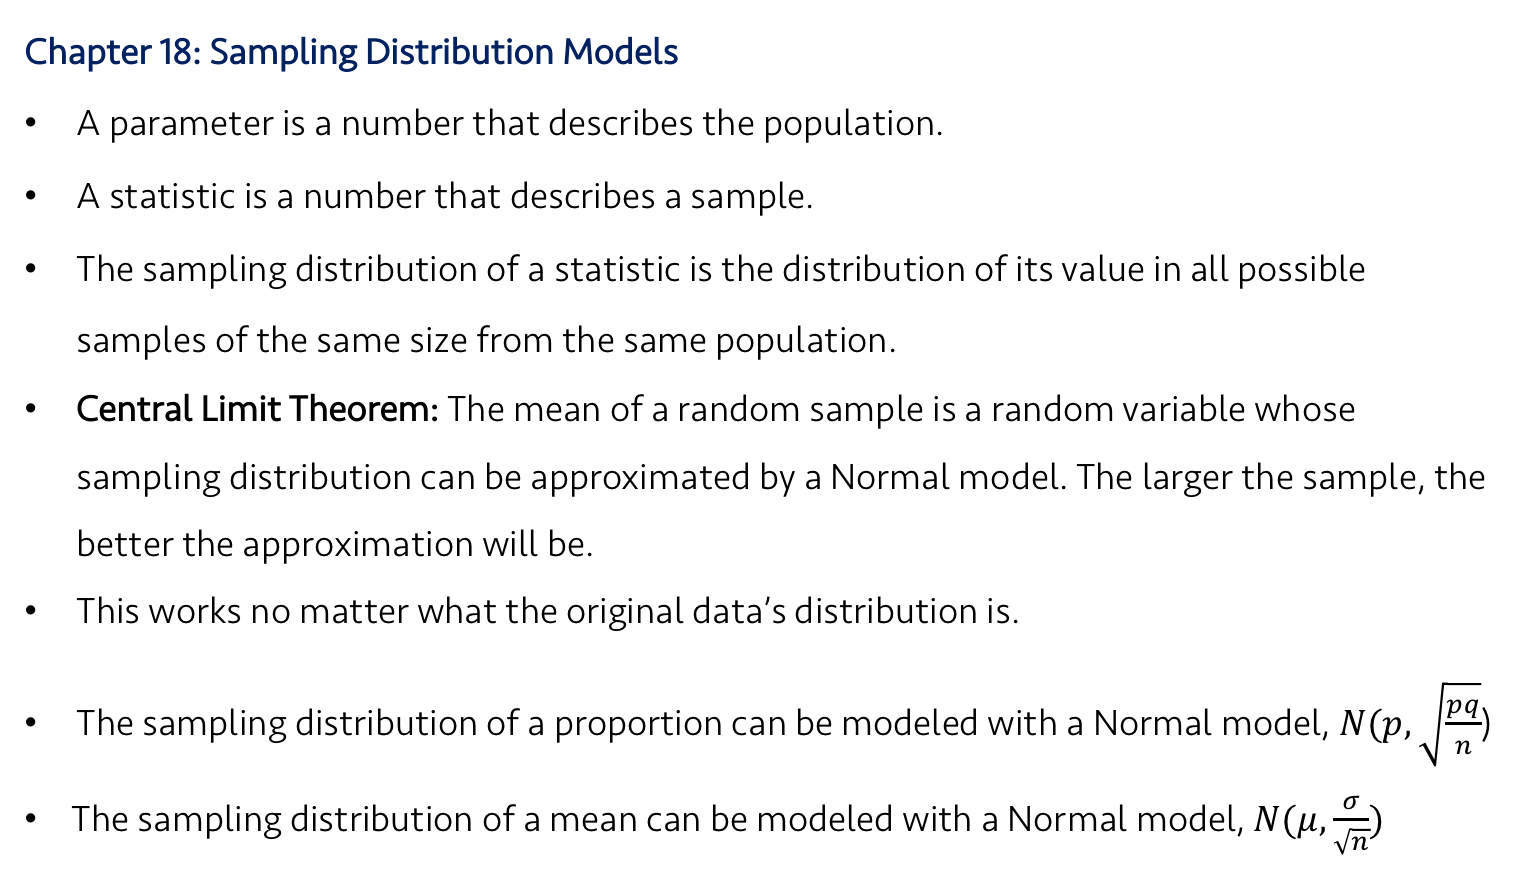 Chapter 18: Sampling Distribution Models
• A parameter is a number that describes the population.
• A statistic is a number that describes a sample.
• The sampling distribution of a statistic is the distribution of its value in all possible
samples of the same size from the same population.
• Central Limit Theorem: The mean of a random sample is a random variable whose
sampling distribution can be approximated by a Normal model. The larger the sample, the
better the approximation will be.
• This works no matter what the original data’s distribution is.
• The sampling distribution of a proportion can be modeled with a Normal model, N(p, √(pq/n))
• The sampling distribution of a mean can be modeled with a Normal model, N(μ, σ/√n)